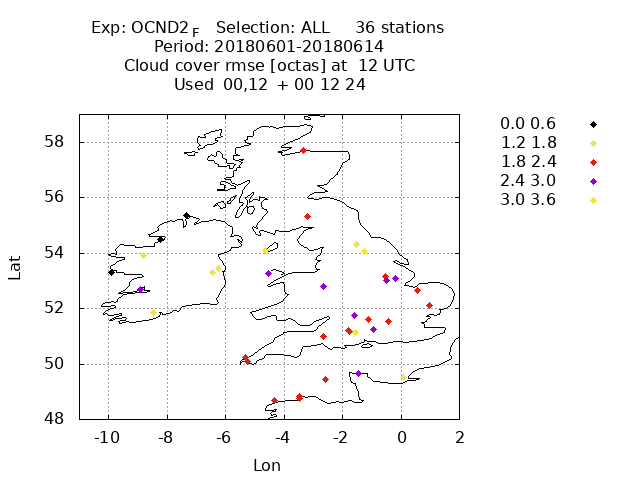 Exp: OCND2 F Selection: ALL 36 stations
Period: 20180601-20180614
Cloud cover rmse [octas] at 12 UTC
Used 00,12 + 00 12 24
0.0 0.6
1.2 1.8
1.8 2.4
2.4 3.0
3.0 3.6
58
56
54
52
50
48
Lat
-10 -8 -6 -4 -2 0 2
Lon